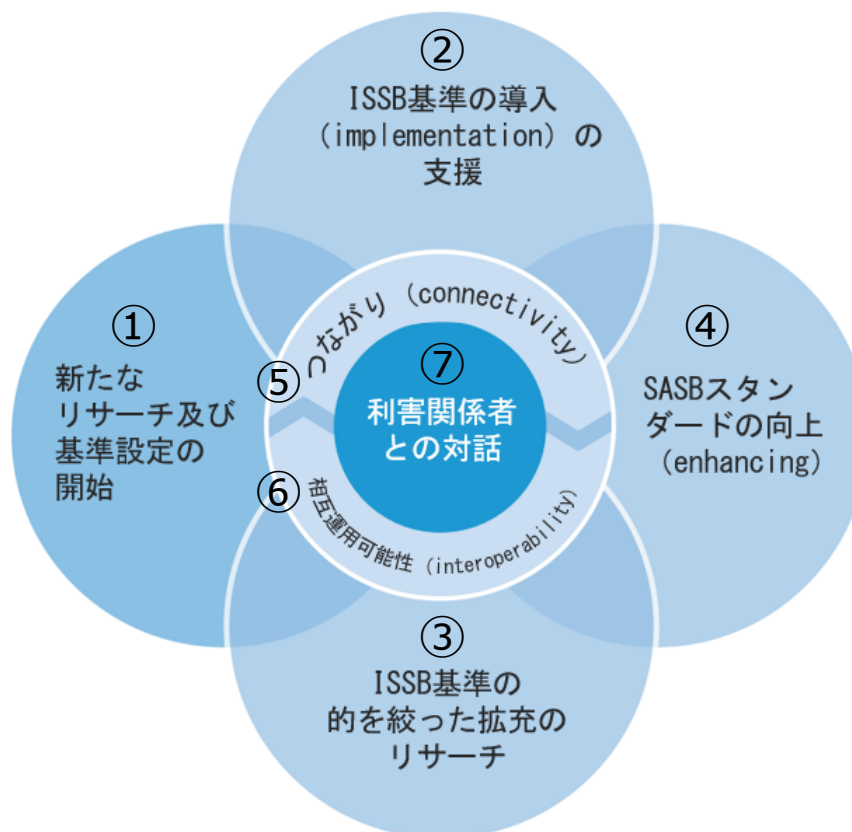 ②
ISSB基準の導入
（implementation）の
支援
①
新たな
リサーチ及び
基準設定の
開始
⑤
つながり（connectivity）
⑦
利害関係者
との対話
⑥
相互運用可能性（interoperability）
④
SASBスタン
ダードの向上
（enhancing）
③
ISSB基準の
的を絞った拡充の
リサーチ